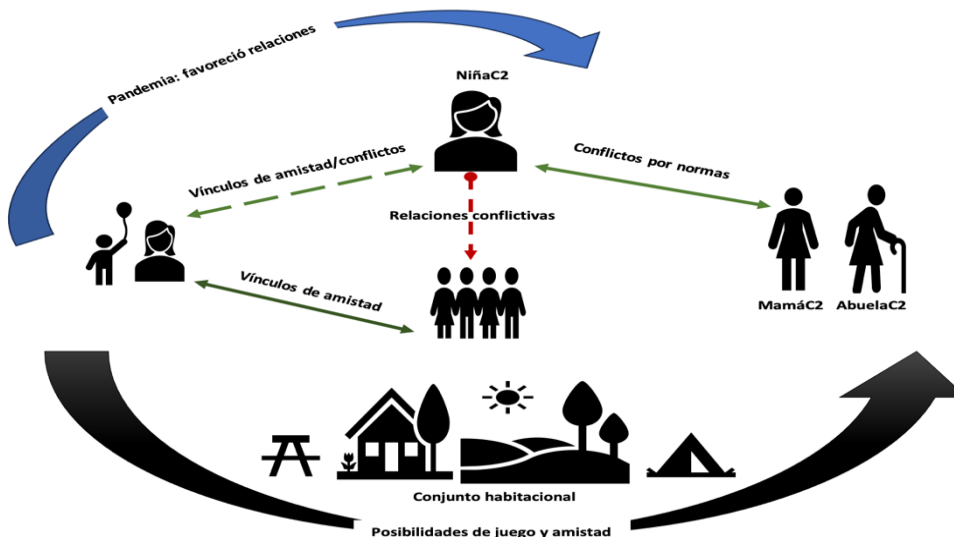 Pandemia: favoreció relaciones
NiñaC2
Vínculos de amistad/conflictos
Conflictos por normas
Relaciones conflictivas
Vínculos de amistad
MamáC2
AbuelaC2
Conjunto habitacional
Posibilidades de juego y amistad